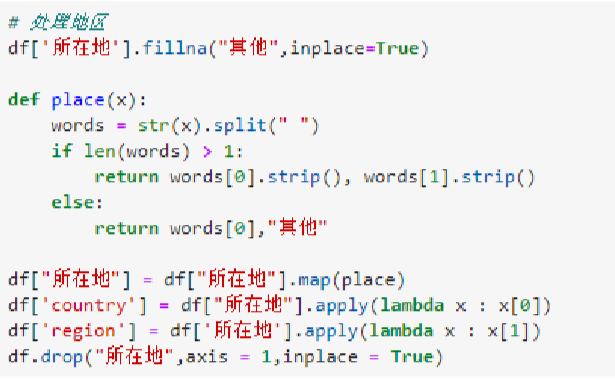 # 处理地区
df['所在地'].fillna("其他",inplace=True)
def place(x):
    words = str(x).split(" ")
    if len(words) > 1:
        return words[0].strip(), words[1].strip()
    else:
        return words[0],"其他"
df["所在地"] = df["所在地"].map(place)
df['country'] = df["所在地"].apply(lambda x : x[0])
df['region'] = df['所在地'].apply(lambda x : x[1])
df.drop("所在地",axis = 1,inplace = True)